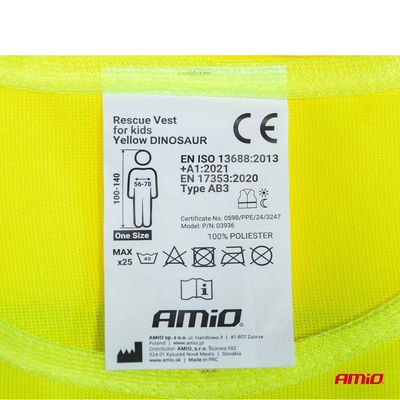 Rescue Vest
for kids
Yellow DINOSAUR
CE
EN ISO 13688:2013
+A1:2021
EN 17353:2020
Type AB3
100-140
56-78
One Size
Certificate No. 0598/PPE/24/3247
Model: P/N: 03936
100% POLIESTER
MAX
x25
40
i
AMiO
AMiO sp. z o.o. ul. Handlowa 3 | 41-807 Zabrze
Poland | www.amio.pl
Distribútor: AMiO, s.r.o. Štúrova 582
024 01 Kysucké Nové Mesto | Slovakia
www.amio.sk | Made in PRC
AMiO